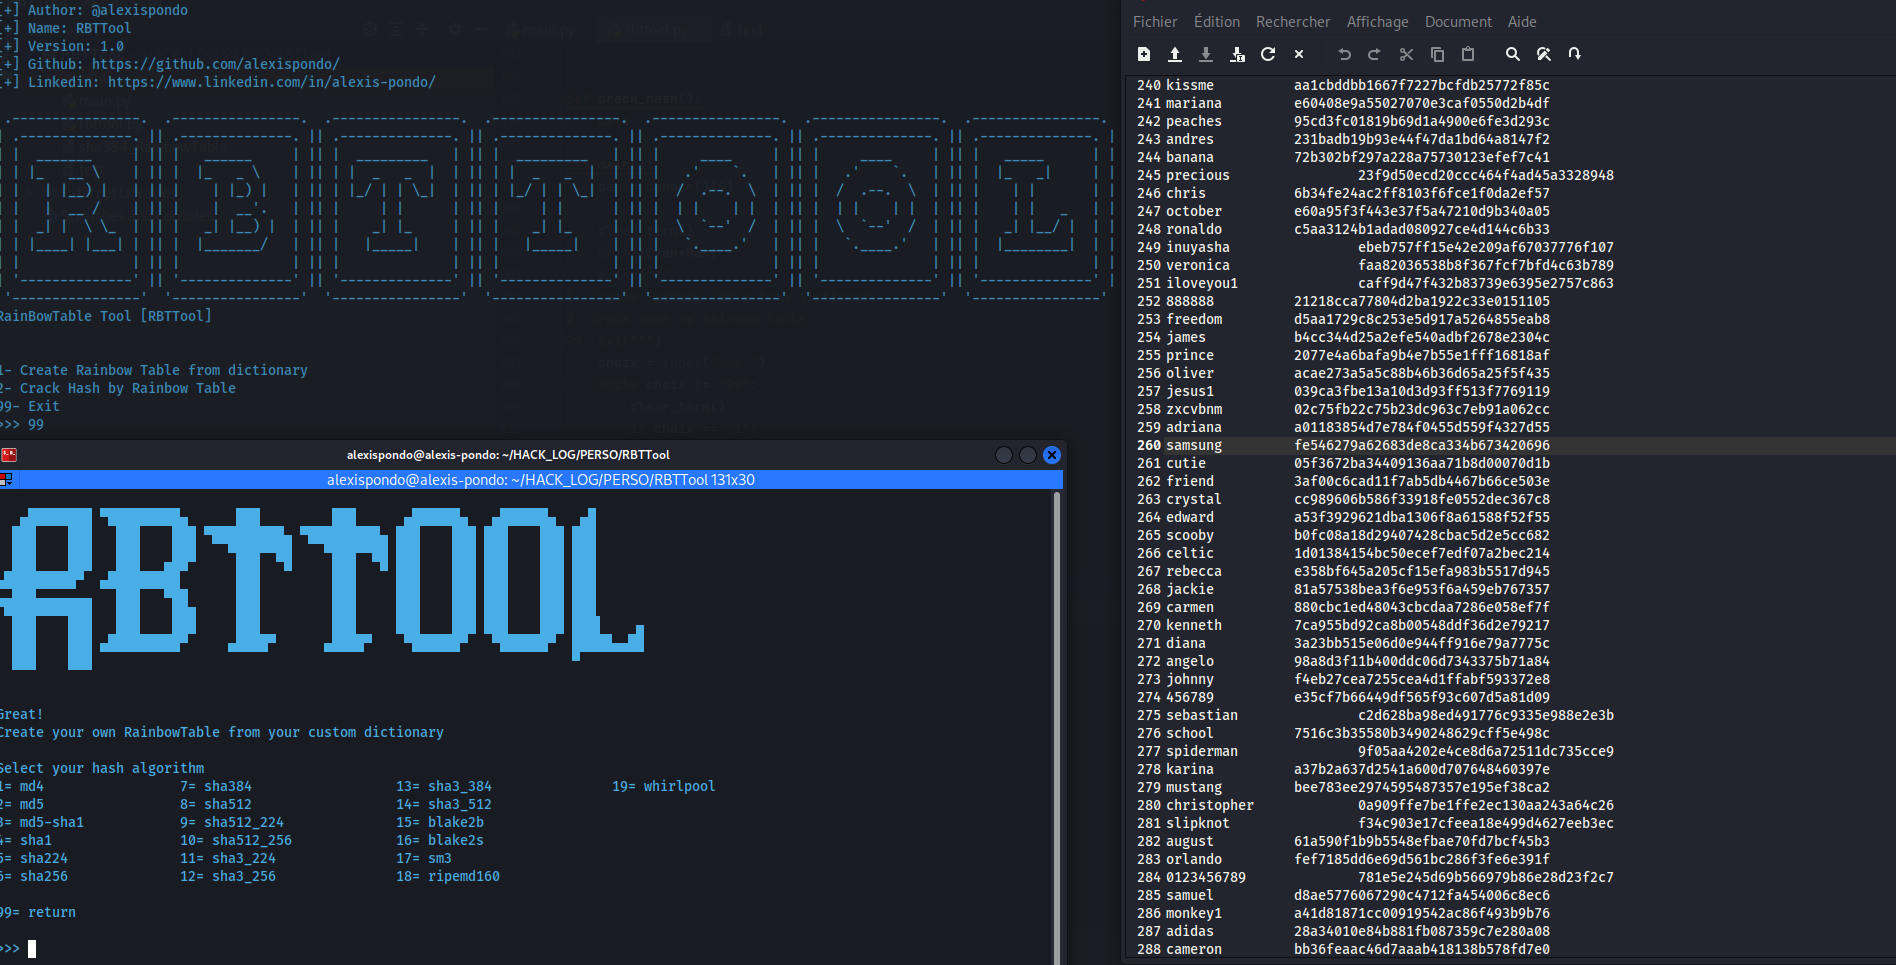 [+] Author: @alexispondo
[+] Name: RBTTool
[+] Version: 1.0
[+] Github: https://github.com/alexispondo/
[+] Linkedin: https://www.linkedin.com/in/alexis-pondo/
RBTTOOL
RainBowTable Tool [RBTTool]
1- Create Rainbow Table from dictionary
2- Crack Hash by Rainbow Table
99- Exit
>>> 99
alexispondo@alexis-pondo: ~/HACK_LOG/PERSO/RBTTool
alexispondo@alexis-pondo: ~/HACK_LOG/PERSO/RBTTool 131x30
RBTTOOL
Great!
Create your own RainbowTable from your custom dictionary
Select your hash algorithm
1= md4 7= sha384 13= sha3_384 19= whirlpool
2= md5 8= sha512 14= sha3_512
3= md5-sha1 9= sha512_224 15= blake2b
4= sha1 10= sha512_256 16= blake2s
5= sha224 11= sha3_224 17= sm3
6= sha256 12= sha3_256 18= ripemd160
99= return
>>>
Fichier Édition Rechercher Affichage Document Aide
240 kissme aa1cbddbb1667f7227bcfdb25772f85c
241 mariana e60408e9a55027070e3caf0550d2b4df
242 peaches 95cd3fc01819b69d1a4900e6fe3d293c
243 andres 231badb19b93e44f47da1bd64a8147f2
244 banana 72b302bf297a228a75730123efef7c41
245 precious 23f9d50ecd20ccc464f4ad45a3328948
246 chris 6b34fe24ac2ff8103f6fce1f0da2ef57
247 october e60a95f3f443e37f5a47210d9b340a05
248 ronaldo c5aa3124b1adad080927ce4d144c6b33
249 inuyasha ebeb757ff15e42e209af67037776f107
250 veronica faa82036538b8f367fcf7bfd4c63b789
251 iloveyou1 caff9d47f432b83739e6395e2757c863
252 888888 21218cca77804d2ba1922c33e0151105
253 freedom d5aa1729c8c253e5d917a5264855eab8
254 james b4cc344d25a2efe540adbf2678e2304c
255 prince 2077e4a6bafa9b4e7b55e1fff16818af
256 oliver acae273a5a5c88b46b36d65a25f5f435
257 jesus1 039ca3fbe13a10d3d93ff513f7769119
258 zxcvbnm 02c75fb22c75b23dc963c7eb91a062cc
259 adriana a01183854d7e784f0455d559f4327d55
260 samsung fe546279a62683de8ca334b673420696
261 cutie 05f3672ba34409136aa71b8d00070d1b
262 friend 3af00c6cad11f7ab5db4467b66ce503e
263 crystal cc989606b586f33918fe0552dec367c8
264 edward a53f3929621dba1306f8a61588f52f55
265 scooby b0fc08a18d29407428cbac5d2e5cc682
266 celtic 1d01384154bc50ecef7edf07a2bec214
267 rebecca e358bf645a205cf15efa983b5517d945
268 jackie 81a57538bea3f6e953f6a459eb767357
269 carmen 880cbc1ed48043cbcdaa7286e058ef7f
270 kenneth 7ca955bd92ca8b00548ddf36d2e79217
271 diana 3a23bb515e06d0e944ff916e79a7775c
272 angelo 98a8d3f11b400ddc06d7343375b71a84
273 johnny f4eb27cea7255cea4d1ffabf593372e8
274 456789 e35cf7b66449df565f93c607d5a81d09
275 sebastian c2d628ba98ed491776c9335e988e2e3b
276 school 7516c3b35580b3490248629cff5e498c
277 spiderman 9f05aa4202e4ce8d6a72511dc735cce9
278 karina a37b2a637d2541a600d707648460397e
279 mustang bee783ee2974595487357e195ef38ca2
280 christopher 0a909ffe7be1ffe2ec130aa243a64c26
281 slipknot f34c903e17cfeea18e499d4627eeb3ec
282 august 61a590f1b9b5548efbae70fd7bcf45b3
283 orlando fef7185dd6e69d561bc286f3fe6e391f
284 0123456789 781e5e245d69b566979b86e28d23f2c7
285 samuel d8ae5776067290c4712fa454006c8ec6
286 monkey1 a41d81871cc00919542ac86f493b9b76
287 adidas 28a34010e84b881fb087359c7e280a08
288 cameron bb36feaac46d7aaab418138b578fd7e0